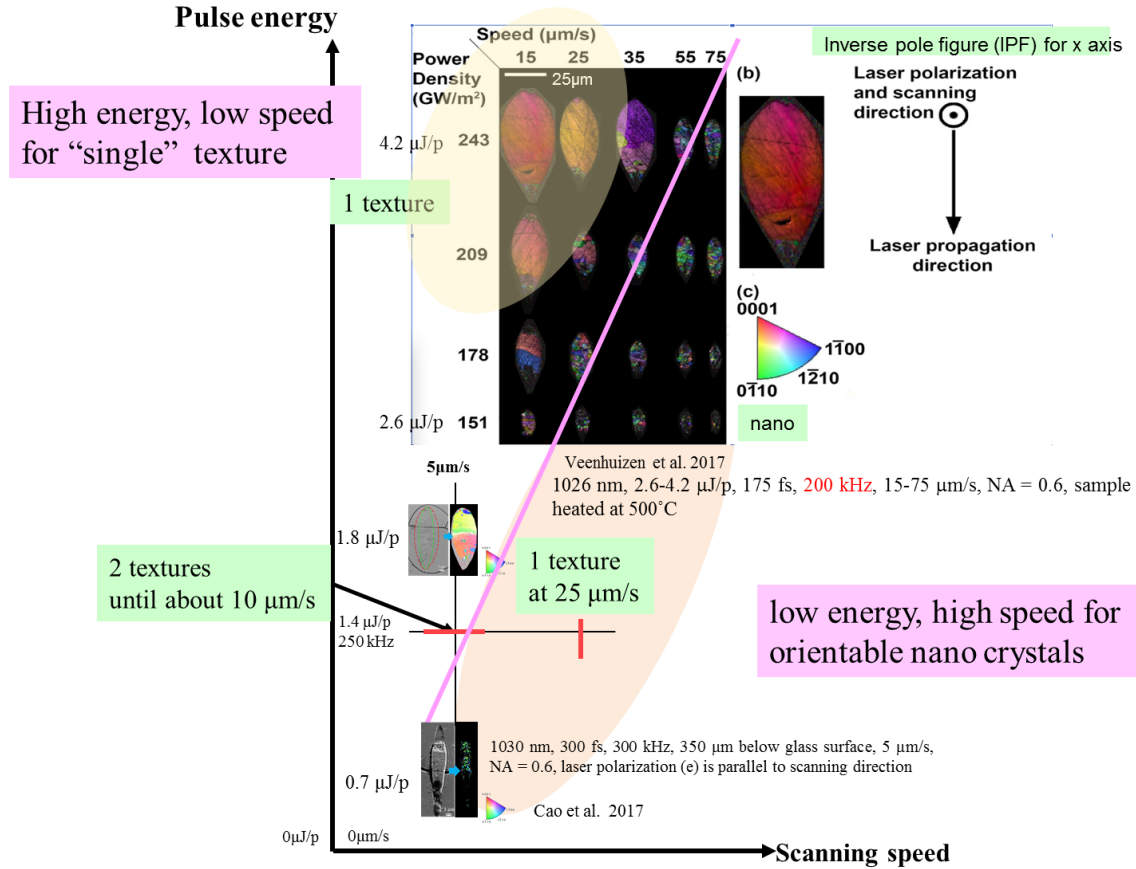 Pulse energy
Inverse pole figure (IPF) for x axis
High energy, low speed
for “single” texture
Speed (μm/s)
15 25 35 55 75
Power
Density
(GW/m²)
25μm
4.2 μJ/p 243
1 texture
209
178
2.6 μJ/p 151
(b)
Laser polarization
and scanning
direction
Laser propagation
direction
(c)
0001
11̄00
12̄10
01̄10
nano
Veenhuizen et al. 2017
1026 nm, 2.6-4.2 μJ/p, 175 fs, 200 kHz, 15-75 μm/s, NA = 0.6, sample
heated at 500˚C
5μm/s
1.8 μJ/p
2 textures
until about 10 μm/s
1 texture
at 25 μm/s
1.4 μJ/p
250 kHz
low energy, high speed for
orientable nano crystals
1030 nm, 300 fs, 300 kHz, 350 μm below glass surface, 5 μm/s,
NA = 0.6, laser polarization (e) is parallel to scanning direction
0.7 μJ/p
Cao et al. 2017
0μJ/p 0μm/s
Scanning speed